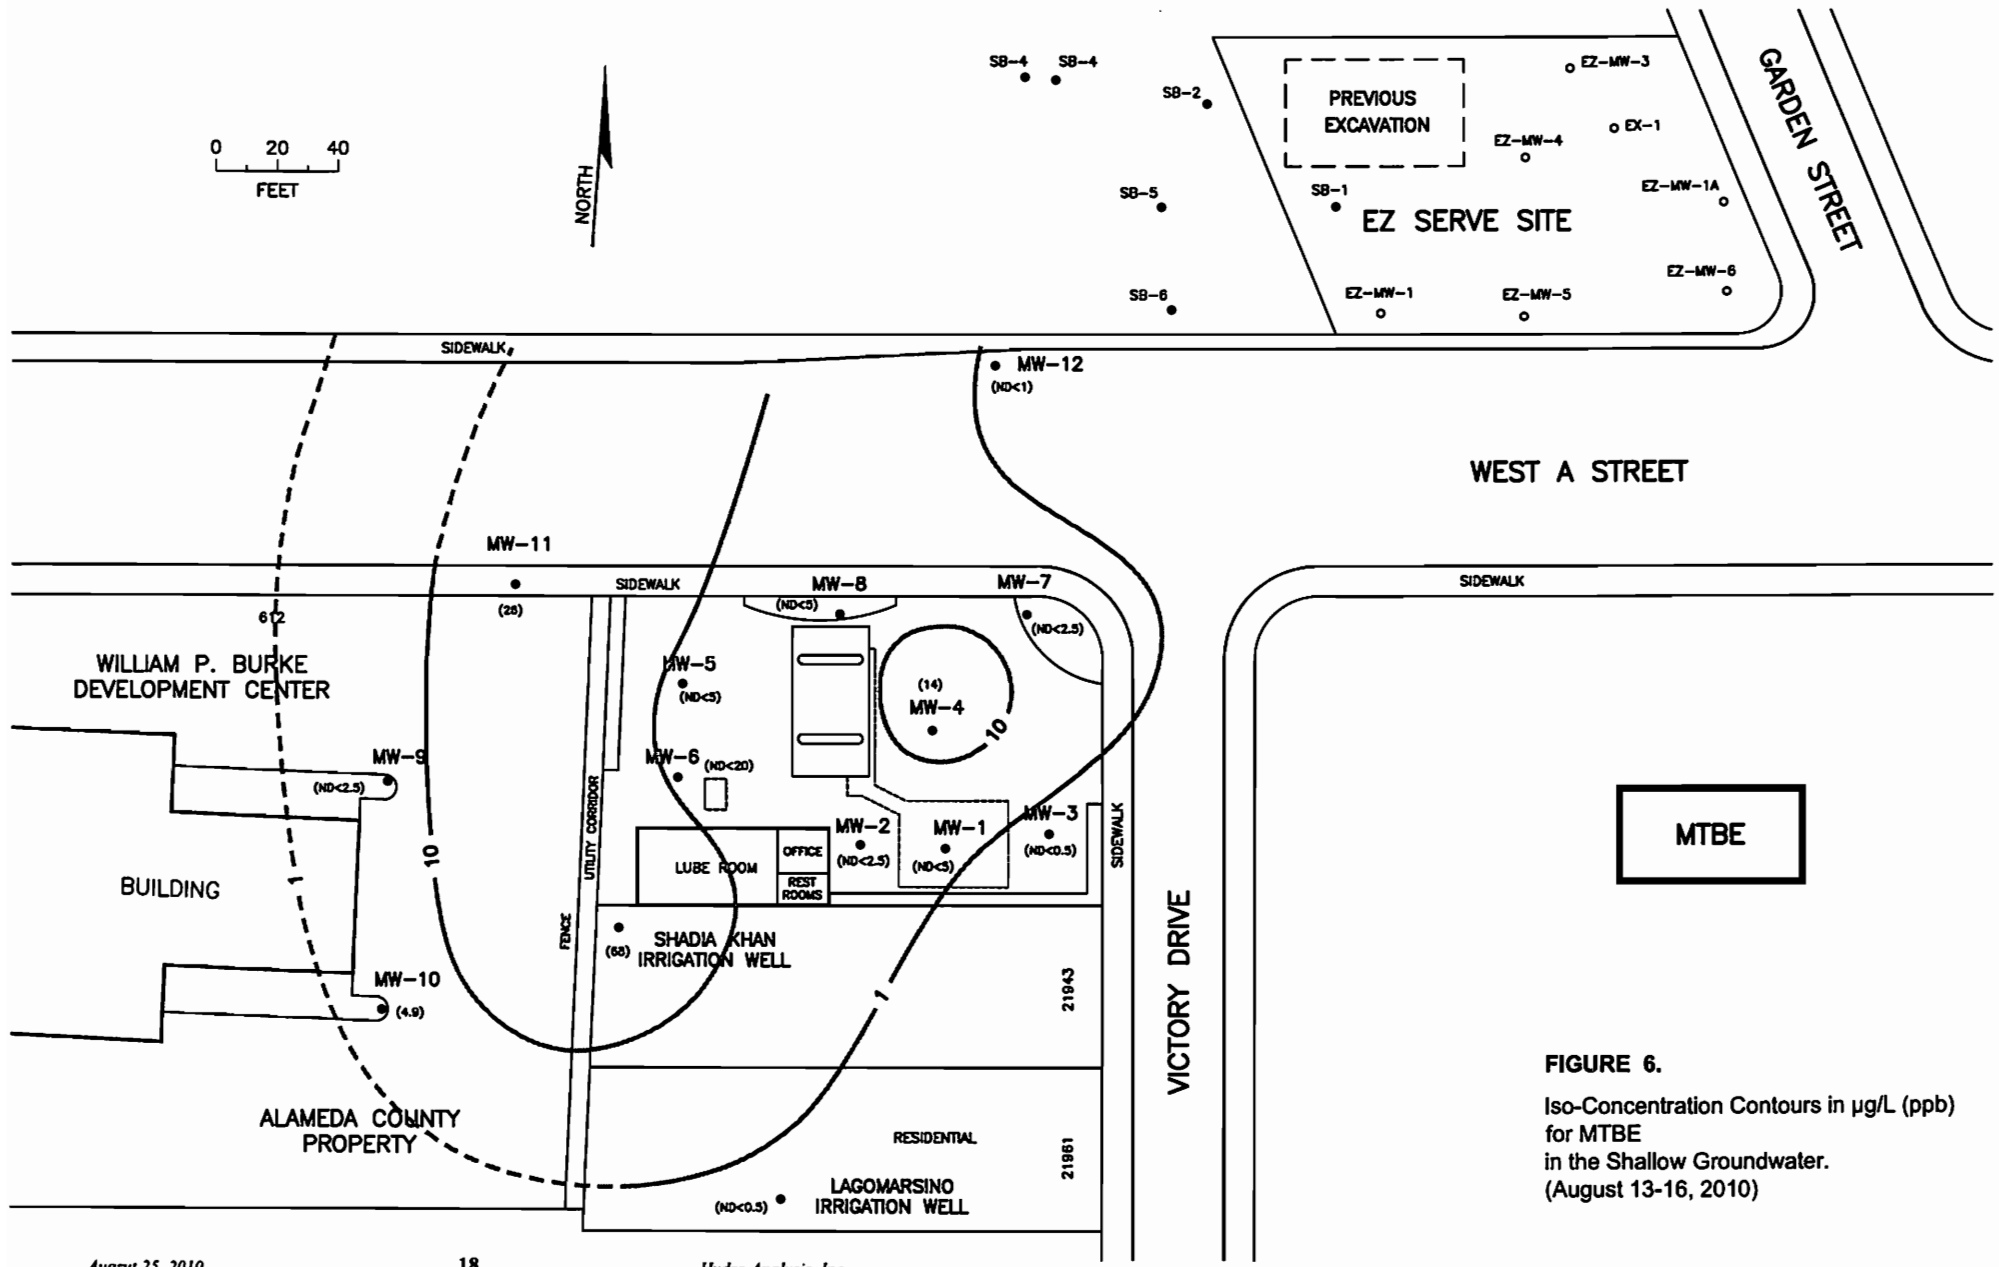 SB-4
SB-4
SB-2
PREVIOUS
EXCAVATION
EZ-MW-3
EX-1
EZ-MW-4
GARDEN STREET
0 20 40
FEET
NORTH
SB-5
SB-1
EZ-MW-1A
EZ SERVE SITE
SB-6
EZ-MW-1
EZ-MW-5
EZ-MW-6
SIDEWALK
MW-12
(ND<1)
WEST A STREET
MW-11
(26)
SIDEWALK
MW-8
(ND<5)
MW-7
(ND<2.5)
SIDEWALK
612
WILLIAM P. BURKE
DEVELOPMENT CENTER
MW-5
(ND<5)
(14)
MW-4
10
MW-9
(ND<2.5)
MW-6
(ND<20)
UTILITY CORRIDOR
MW-2
(ND<2.5)
MW-1
(ND<5)
MW-3
(ND<0.5)
SIDEWALK
MTBE
10
LUBE ROOM
OFFICE
REST
ROOMS
BUILDING
1
FENCE
SHADIA KHAN
IRRIGATION WELL
21943
VICTORY DRIVE
MW-10
(4.9)
1
ALAMEDA COUNTY
PROPERTY
RESIDENTIAL
21961
LAGOMARSINO
IRRIGATION WELL
(ND<0.5)
FIGURE 6.
Iso-Concentration Contours in µg/L (ppb)
for MTBE
in the Shallow Groundwater.
(August 13-16, 2010)
August 25, 2010
18